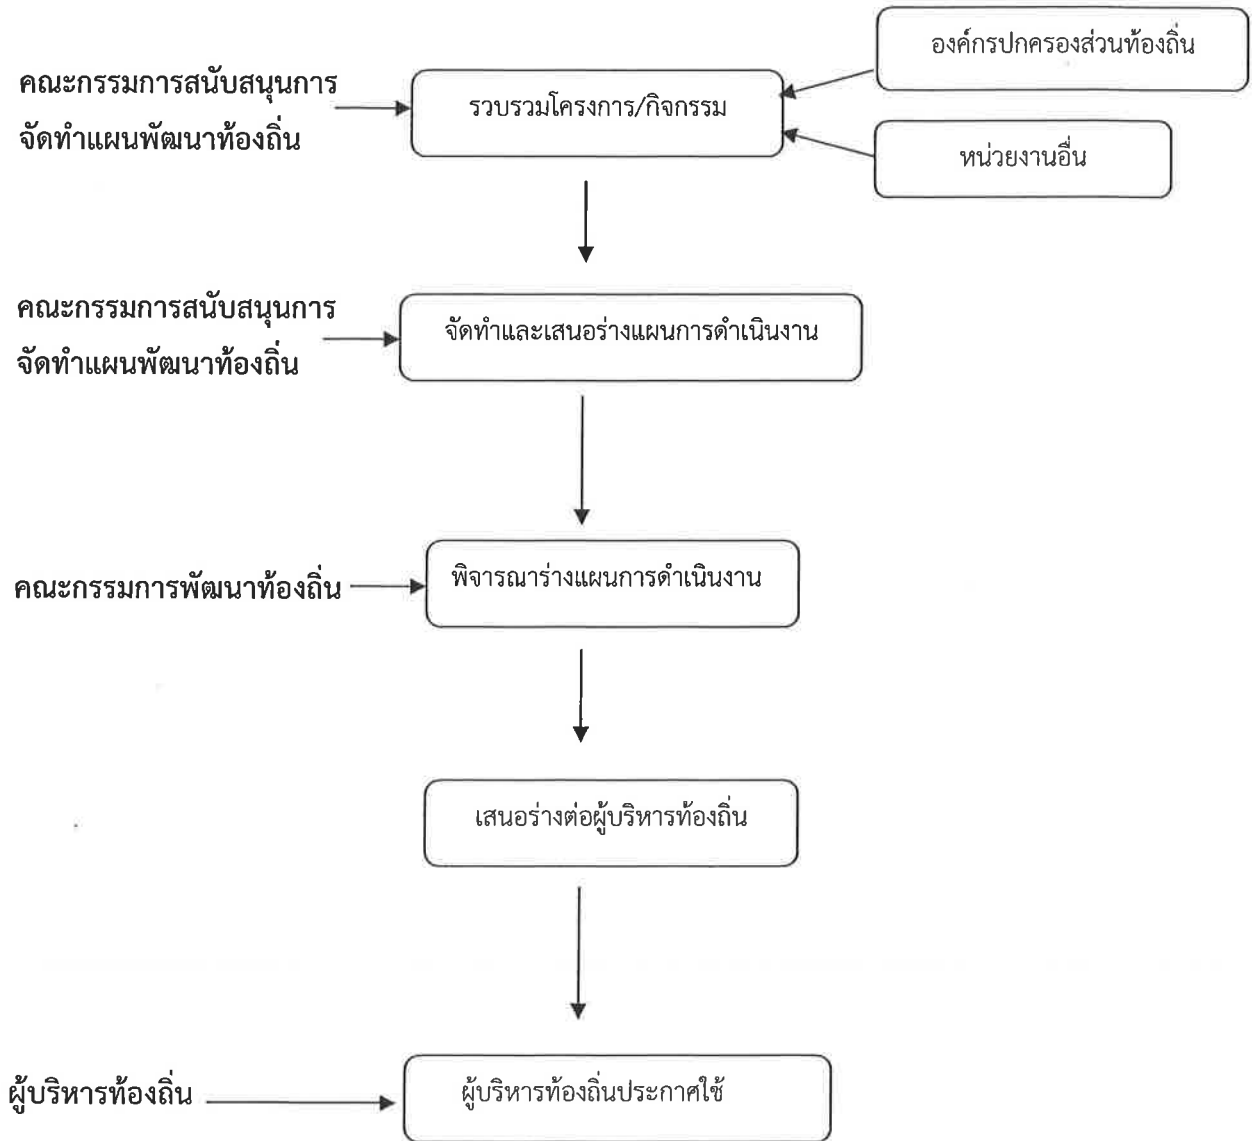 องค์กรปกครองส่วนท้องถิ่น
คณะกรรมการสนับสนุนการ
จัดทำแผนพัฒนาท้องถิ่น
รวบรวมโครงการ/กิจกรรม
หน่วยงานอื่น
คณะกรรมการสนับสนุนการ
จัดทำแผนพัฒนาท้องถิ่น
จัดทำและเสนอร่างแผนการดำเนินงาน
คณะกรรมการพัฒนาท้องถิ่น
พิจารณาร่างแผนการดำเนินงาน
เสนอร่างต่อผู้บริหารท้องถิ่น
ผู้บริหารท้องถิ่น
ผู้บริหารท้องถิ่นประกาศใช้